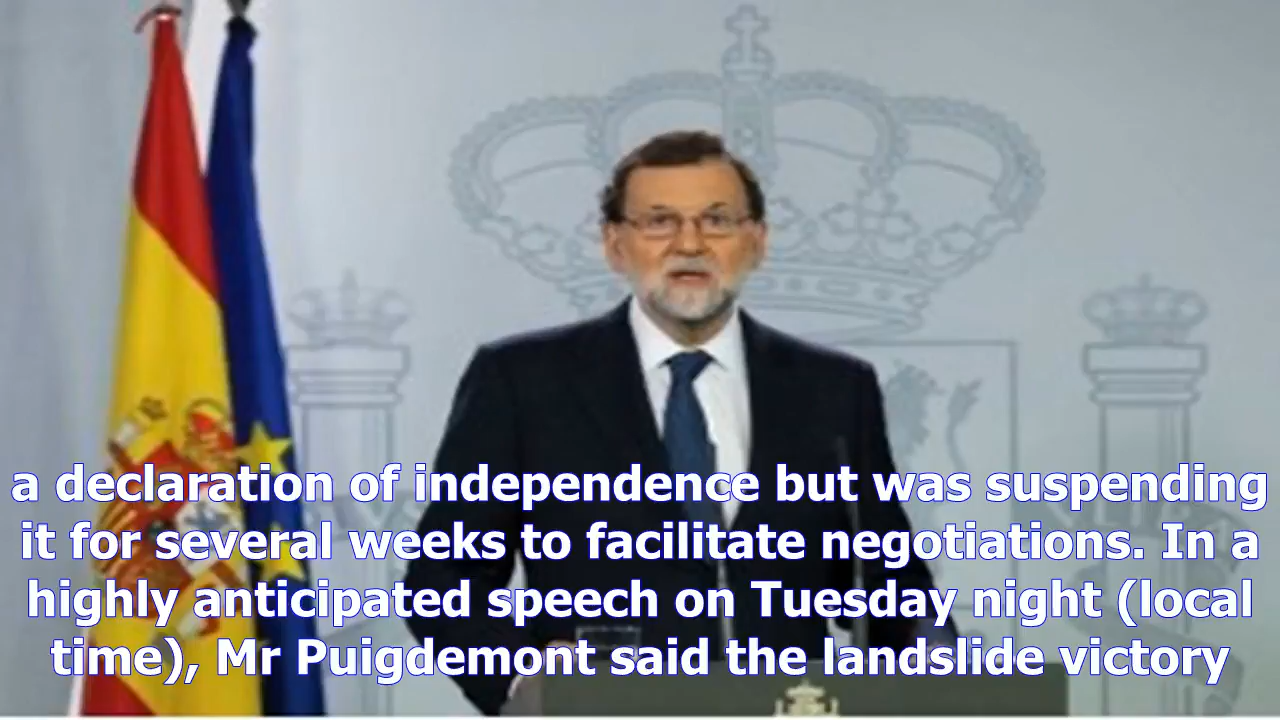 a declaration of independence but was suspending
it for several weeks to facilitate negotiations. In a
highly anticipated speech on Tuesday night (local
time), Mr Puigdemont said the landslide victory